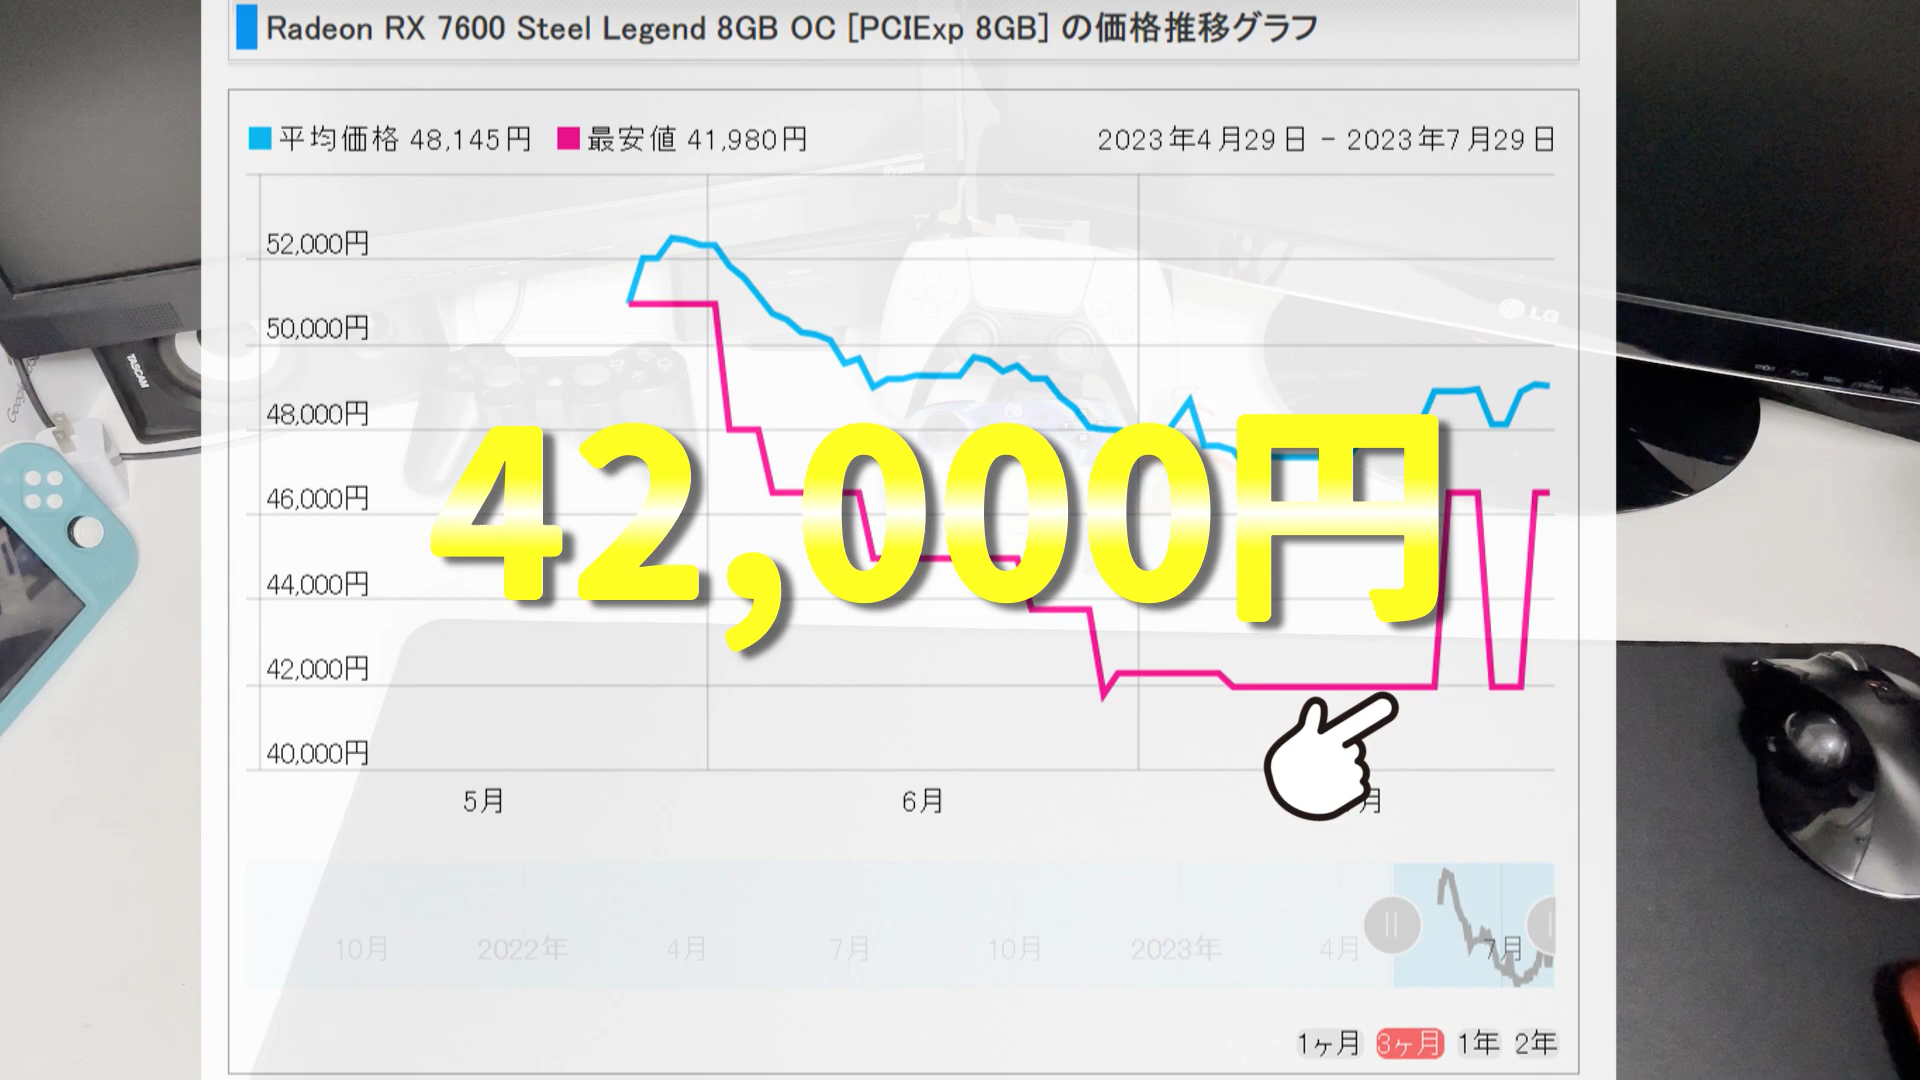 Radeon RX 7600 Steel Legend 8GB OC [PCIExp 8GB] の価格推移グラフ
平均価格 48,145円 最安値 41,980円 2023年4月29日 - 2023年7月29日
52,000円
50,000円
48,000円
46,000円
44,000円
42,000円
40,000円
42,000円
5月 6月 月
10月 2022年 4月 7月 10月 2023年 4月 7月
1ヶ月 3ヶ月 1年 2年
TASCAM
LG